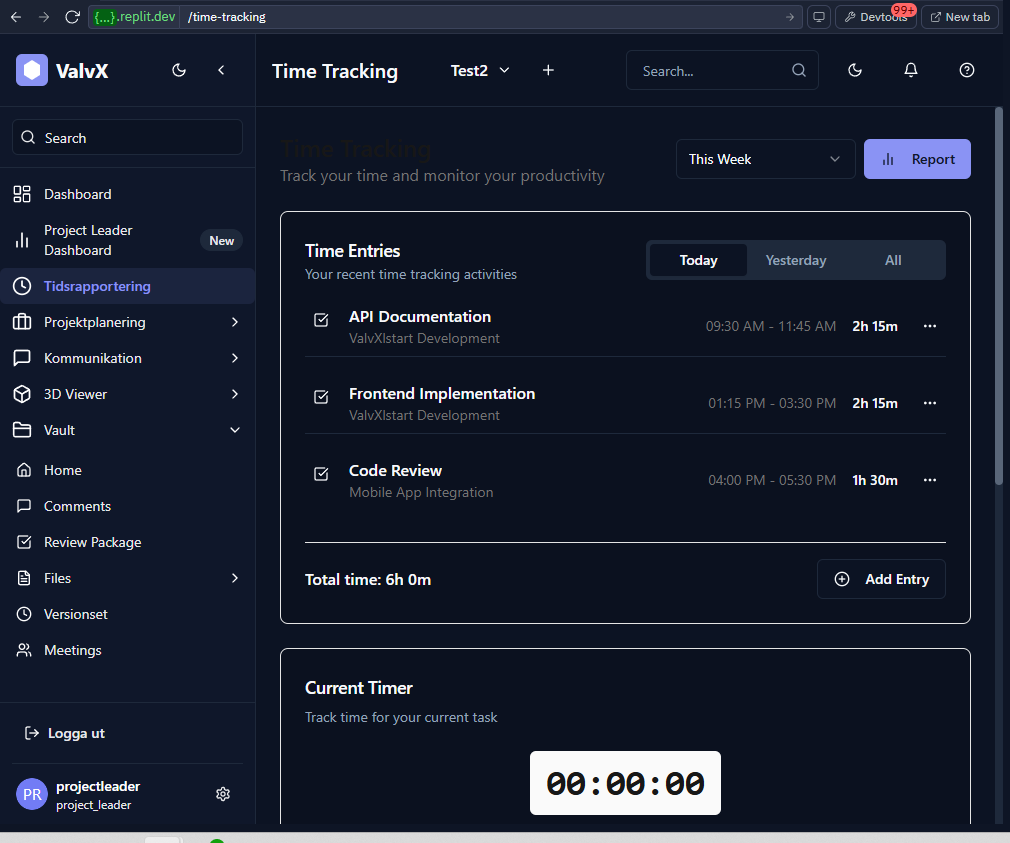 {...}.replit.dev /time-tracking
Devtools
99+
New tab
ValvX
Time Tracking
Test2
Search...
Search
Dashboard
Project Leader
Dashboard
New
Tidsrapportering
Projektplanering
Kommunikation
3D Viewer
Vault
Home
Comments
Review Package
Files
Versionset
Meetings
Logga ut
PR
projectleader
project_leader
Time Tracking
Track your time and monitor your productivity
This Week
Report
Time Entries
Your recent time tracking activities
Today Yesterday All
API Documentation
ValvXlstart Development
09:30 AM - 11:45 AM 2h 15m
Frontend Implementation
ValvXlstart Development
01:15 PM - 03:30 PM 2h 15m
Code Review
Mobile App Integration
04:00 PM - 05:30 PM 1h 30m
Total time: 6h 0m
Add Entry
Current Timer
Track time for your current task
00:00:00